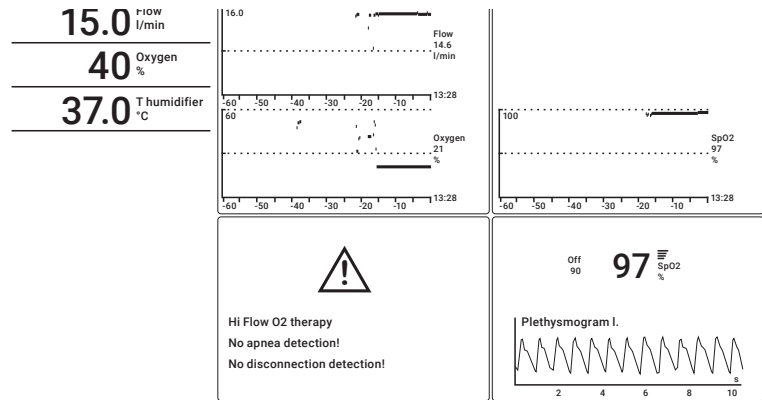 15.0 Flow
l/min
40 Oxygen
%
37.0 T humidifier
°C
16.0
Flow
14.6
l/min
13:28
-60 -50 -40 -30 -20 -10
60
Oxygen
21
%
13:28
-60 -50 -40 -30 -20 -10
100
SpO2
97
%
13:28
-60 -50 -40 -30 -20 -10
Hi Flow O2 therapy
No apnea detection!
No disconnection detection!
Off
90
97 SpO2
%
Plethysmogram l.
s
2 4 6 8 10